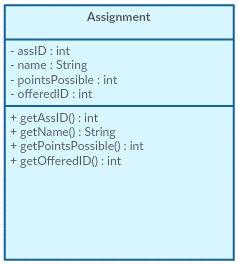 Assignment
- assID : int
- name : String
- pointsPossible : int
- offeredID : int
+ getAssID() : int
+ getName() : String
+ getPointsPossible() : int
+ getOfferedID() : int